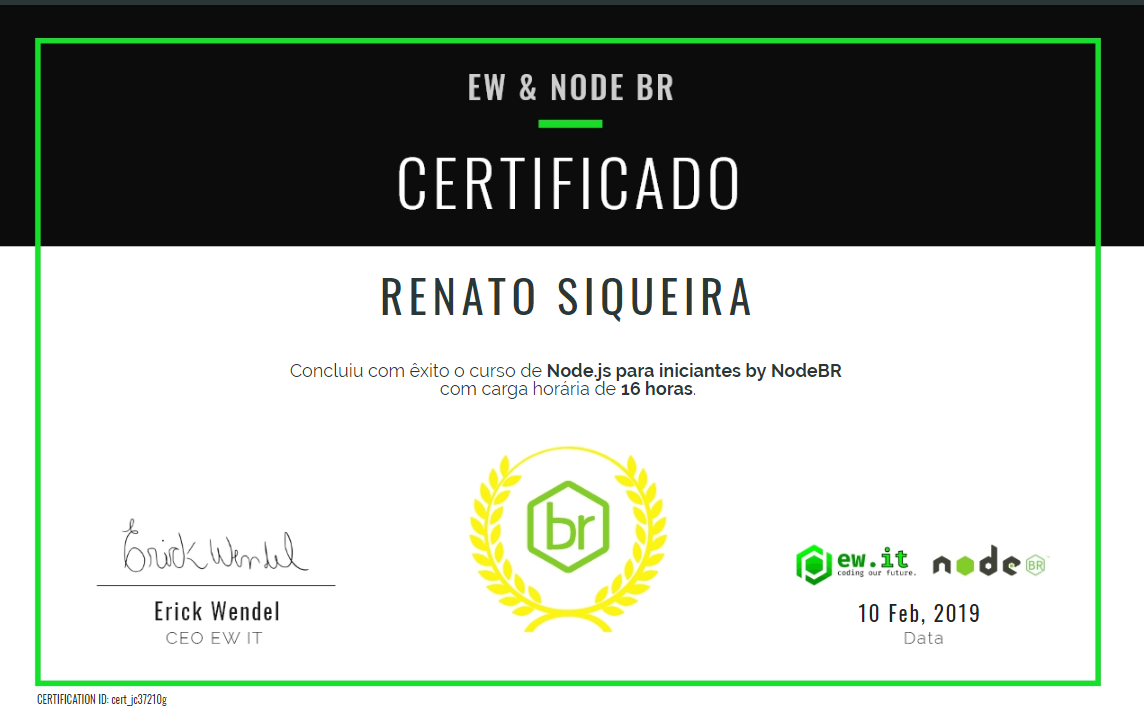 EW & NODE BR
CERTIFICADO
RENATO SIQUEIRA
Concluiu com êxito o curso de Node.js para iniciantes by NodeBR
com carga horária de 16 horas.
br
Erick Wendel
Erick Wendel
CEO EW IT
ew.it
coding our future.
node BR
10 Feb, 2019
Data
CERTIFICATION ID: cert_jc37210g